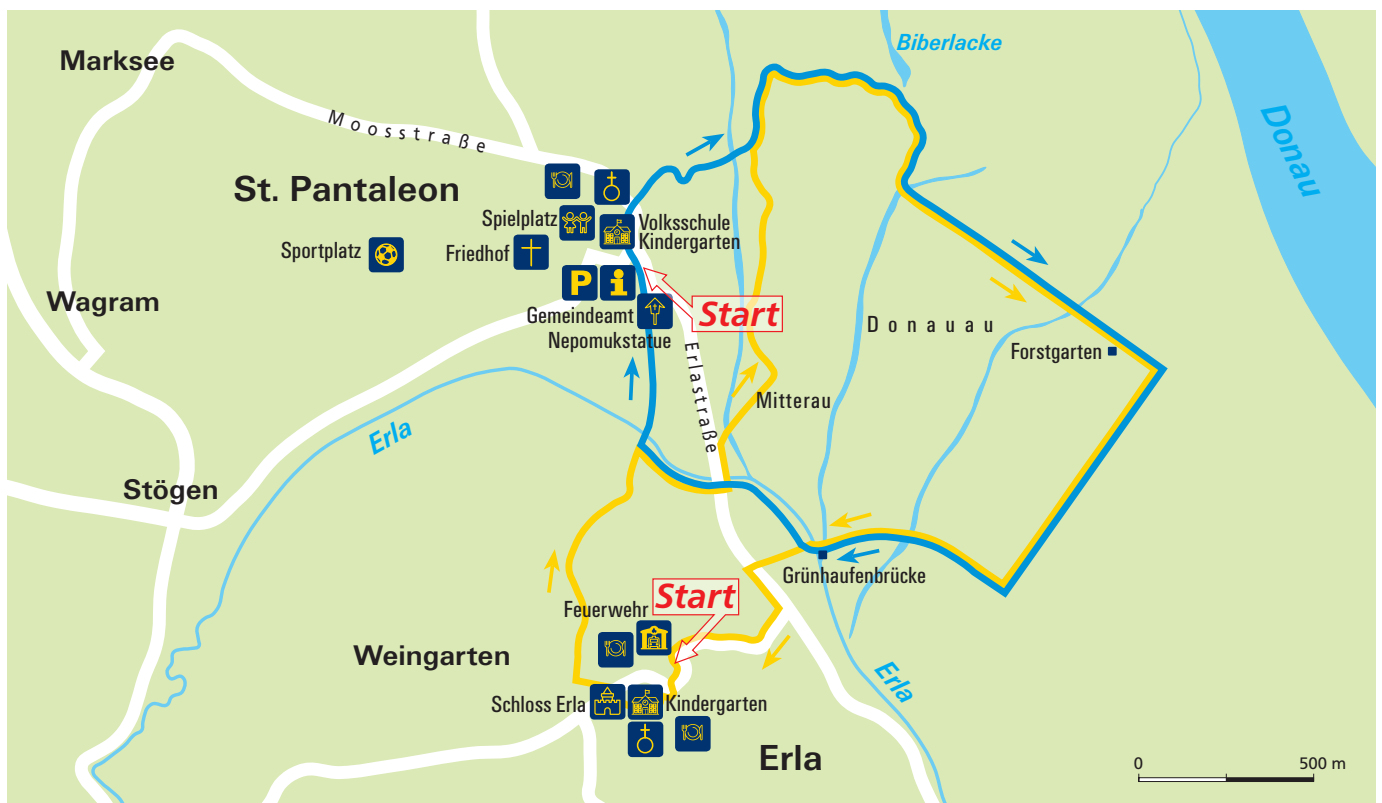 Biberlacke
Marksee
Donau
Moosstraße
St. Pantaleon
Spielplatz
Volksschule
Kindergarten
Sportplatz
Friedhof
Wagram
P
i
Start
Gemeindeamt
Nepomukstatue
Donauau
Forstgarten
Erlastraße
Mitterau
Erla
Stögen
Grünhaufenbrücke
Feuerwehr
Start
Weingarten
Erla
Schloss Erla
Kindergarten
Erla
0 500 m